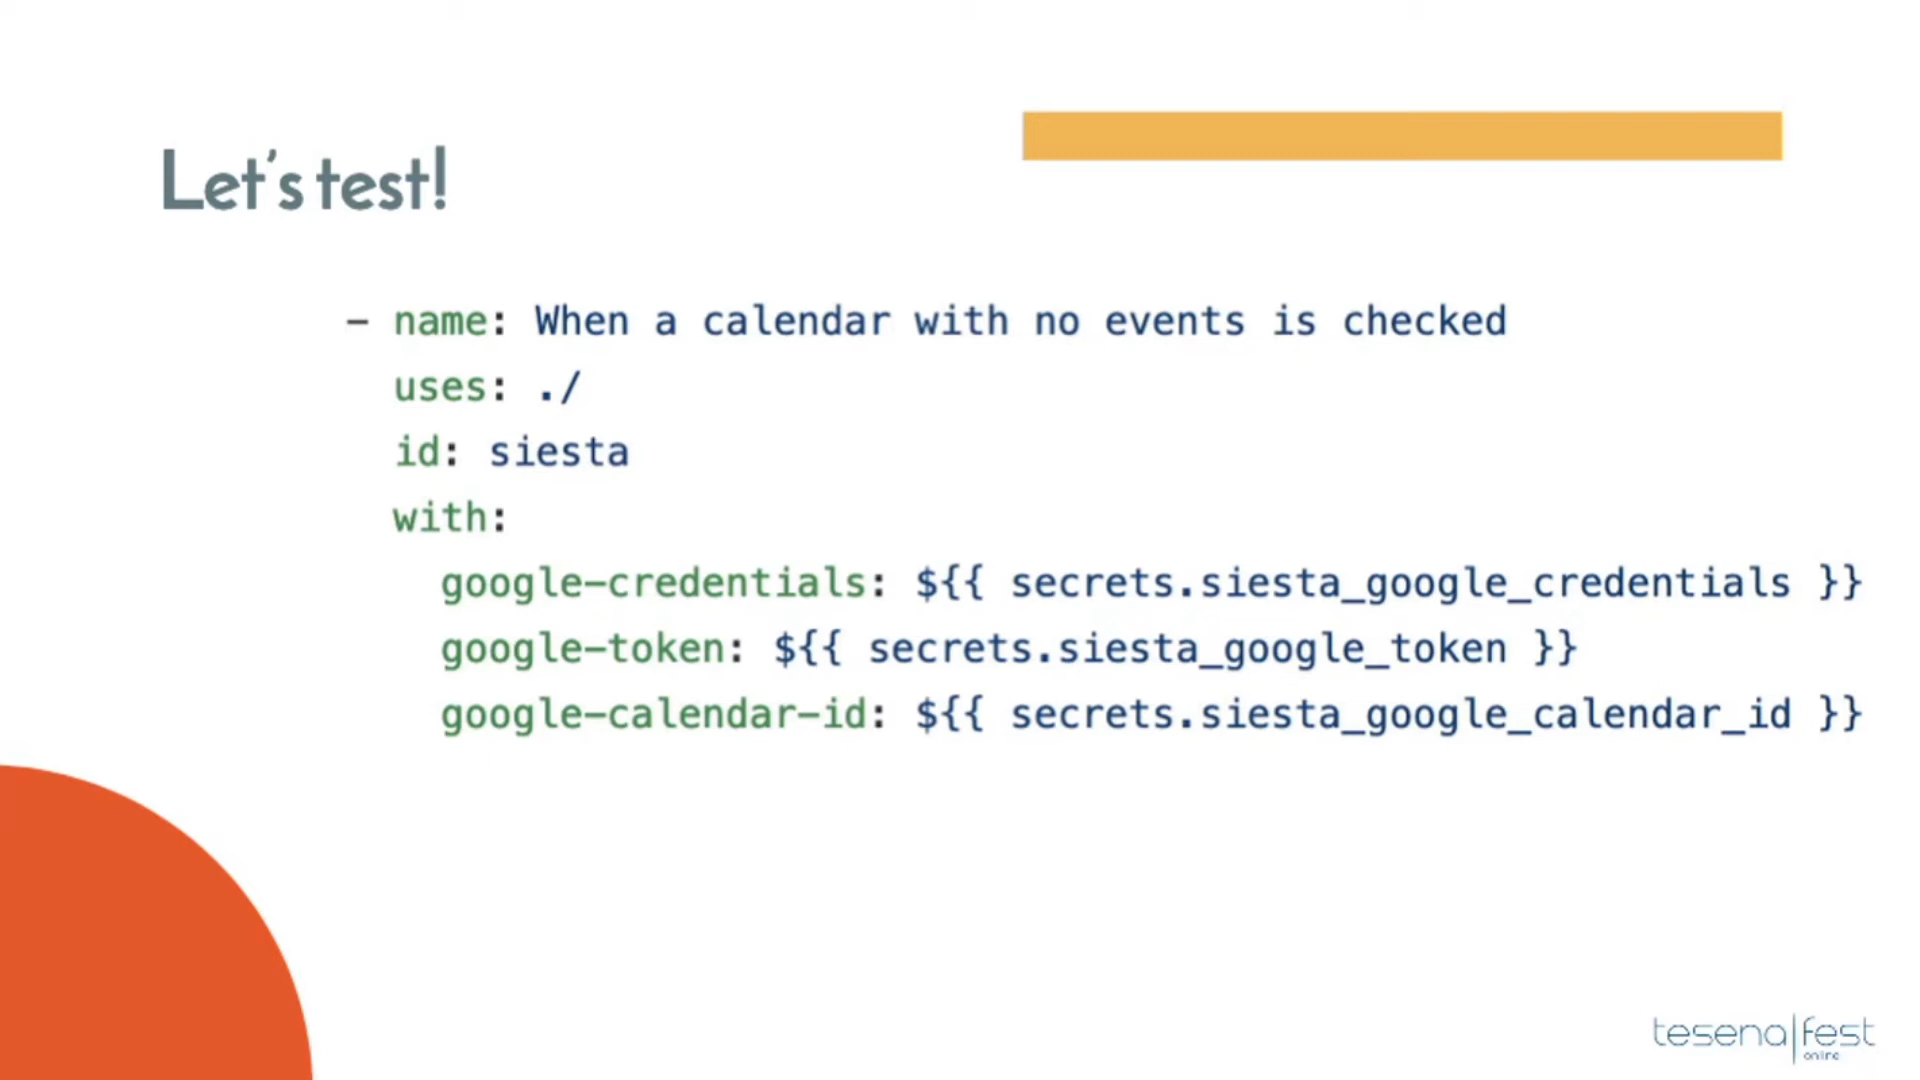 Let's test!
- name: When a calendar with no events is checked
uses: ./
id: siesta
with:
google-credentials: ${{ secrets.siesta_google_credentials }}
google-token: ${{ secrets.siesta_google_token }}
google-calendar-id: ${{ secrets.siesta_google_calendar_id }}
tesena|fest
online